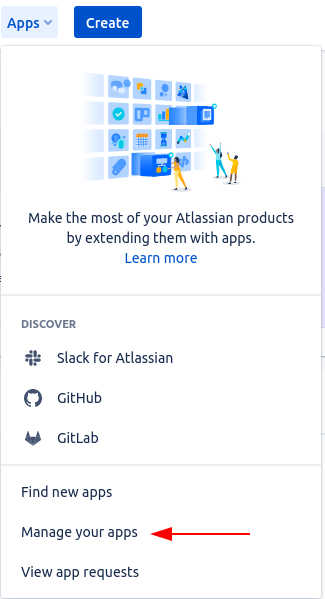 Apps Create
Make the most of your Atlassian products
by extending them with apps.
Learn more
DISCOVER
Slack for Atlassian
GitHub
GitLab
Find new apps
Manage your apps
View app requests